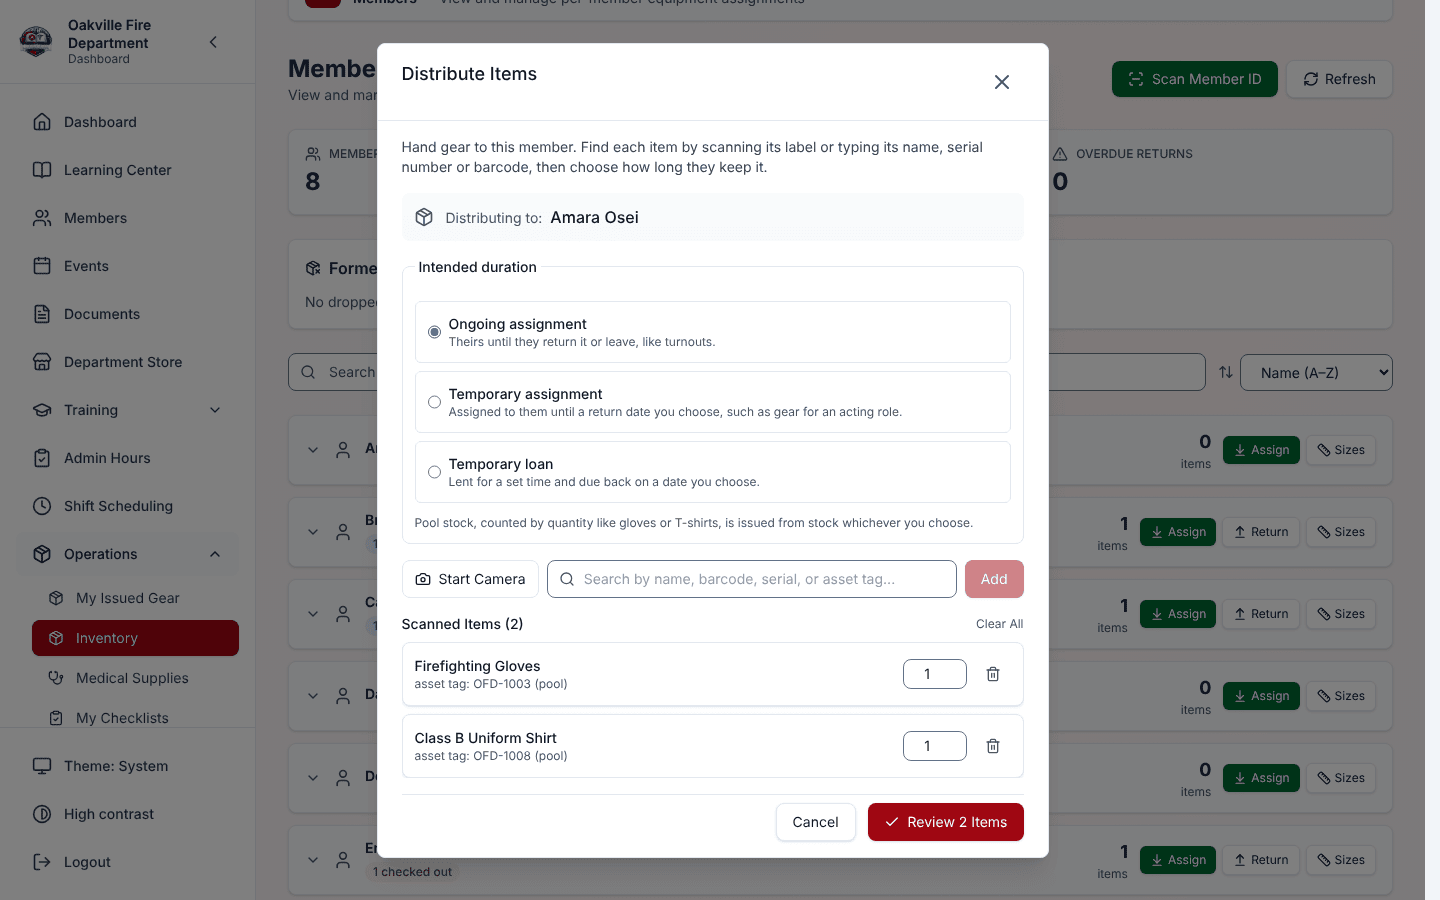 Oakville Fire
Department
Dashboard
Dashboard
Learning Center
Members
Events
Documents
Department Store
Training
Admin Hours
Shift Scheduling
Operations
My Issued Gear
Inventory
Medical Supplies
My Checklists
Theme: System
High contrast
Logout
Members View and manage per-member equipment assignments
Scan Member ID
Refresh
8
OVERDUE RETURNS
0
Search
Name (A–Z)
0
items
Assign
Sizes
1
items
Assign
Return
Sizes
1
items
Assign
Return
Sizes
0
items
Assign
Sizes
0
items
Assign
Sizes
1
items
Assign
Return
Sizes
1 checked out
Distribute Items
Hand gear to this member. Find each item by scanning its label or typing its name, serial
number or barcode, then choose how long they keep it.
Distributing to: Amara Osei
Intended duration
Ongoing assignment
Theirs until they return it or leave, like turnouts.
Temporary assignment
Assigned to them until a return date you choose, such as gear for an acting role.
Temporary loan
Lent for a set time and due back on a date you choose.
Pool stock, counted by quantity like gloves or T-shirts, is issued from stock whichever you choose.
Start Camera
Search by name, barcode, serial, or asset tag...
Add
Scanned Items (2)
Clear All
Firefighting Gloves
asset tag: OFD-1003 (pool)
1
Class B Uniform Shirt
asset tag: OFD-1008 (pool)
1
Cancel
Review 2 Items